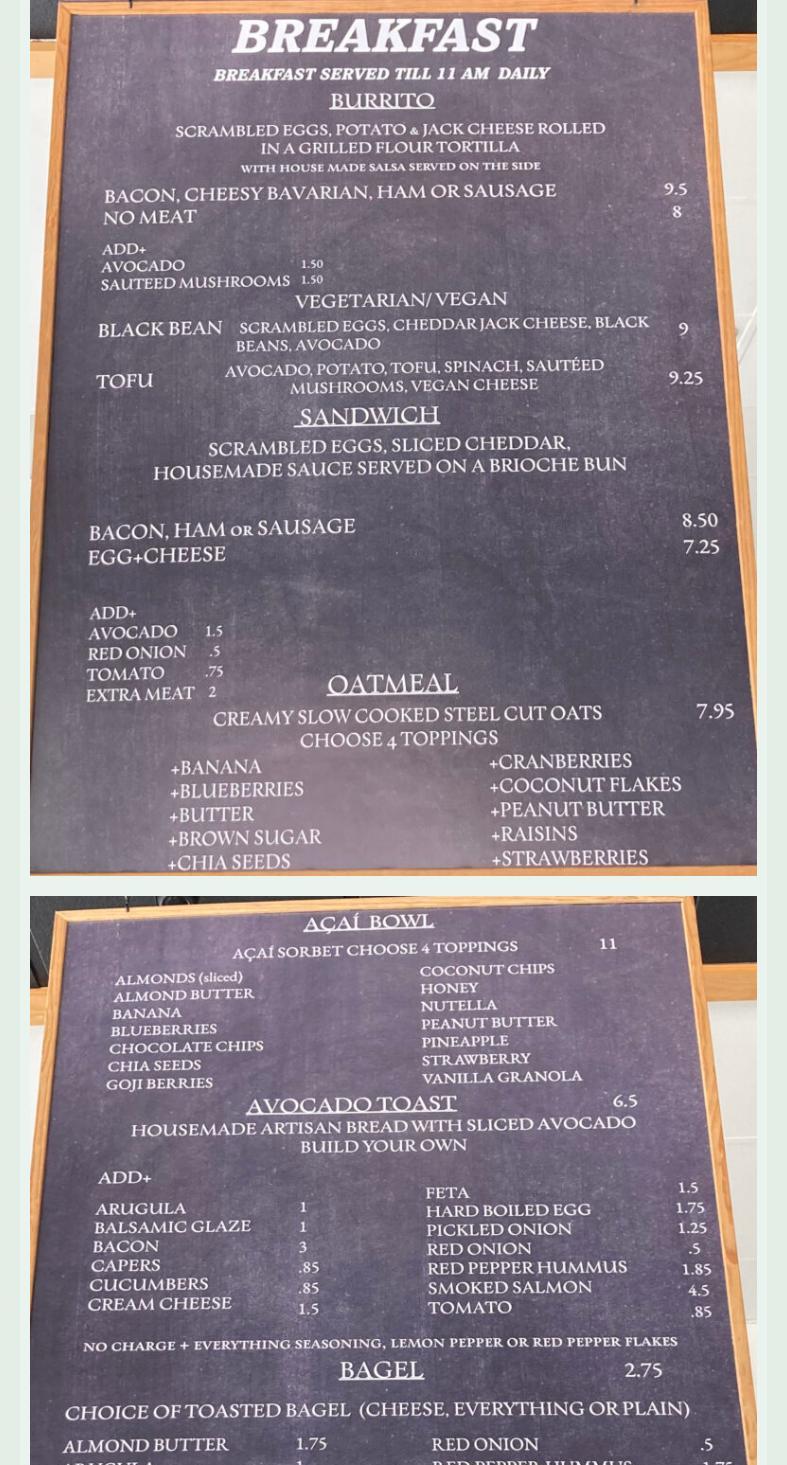 BREAKFAST
BREAKFAST SERVED TILL 11 AM DAILY
BURRITO
SCRAMBLED EGGS, POTATO & JACK CHEESE ROLLED
IN A GRILLED FLOUR TORTILLA
WITH HOUSE MADE SALSA SERVED ON THE SIDE
BACON, CHEESY BAVARIAN, HAM OR SAUSAGE 9.5
NO MEAT 8
ADD+
AVOCADO 1.50
SAUTEED MUSHROOMS 1.50
VEGETARIAN/ VEGAN
BLACK BEAN SCRAMBLED EGGS, CHEDDAR JACK CHEESE, BLACK 9
BEANS, AVOCADO
TOFU AVOCADO, POTATO, TOFU, SPINACH, SAUTÉED 9.25
MUSHROOMS, VEGAN CHEESE
SANDWICH
SCRAMBLED EGGS, SLICED CHEDDAR,
HOUSEMADE SAUCE SERVED ON A BRIOCHE BUN
BACON, HAM OR SAUSAGE 8.50
EGG+CHEESE 7.25
ADD+
AVOCADO 1.5
RED ONION .5
TOMATO .75
EXTRA MEAT 2
OATMEAL
CREAMY SLOW COOKED STEEL CUT OATS 7.95
CHOOSE 4 TOPPINGS
+BANANA +CRANBERRIES
+BLUEBERRIES +COCONUT FLAKES
+BUTTER +PEANUT BUTTER
+BROWN SUGAR +RAISINS
+CHIA SEEDS +STRAWBERRIES
AÇAÍ BOWL
AÇAÍ SORBET CHOOSE 4 TOPPINGS 11
ALMONDS (sliced) COCONUT CHIPS
ALMOND BUTTER HONEY
BANANA NUTELLA
BLUEBERRIES PEANUT BUTTER
CHOCOLATE CHIPS PINEAPPLE
CHIA SEEDS STRAWBERRY
GOJI BERRIES VANILLA GRANOLA
AVOCADO TOAST 6.5
HOUSEMADE ARTISAN BREAD WITH SLICED AVOCADO
BUILD YOUR OWN
ADD+
FETA 1.5
ARUGULA 1 HARD BOILED EGG 1.75
BALSAMIC GLAZE 1 PICKLED ONION 1.25
BACON 3 RED ONION .5
CAPERS .85 RED PEPPER HUMMUS 1.85
CUCUMBERS .85 SMOKED SALMON 4.5
CREAM CHEESE 1.5 TOMATO .85
NO CHARGE + EVERYTHING SEASONING, LEMON PEPPER OR RED PEPPER FLAKES
BAGEL 2.75
CHOICE OF TOASTED BAGEL (CHEESE, EVERYTHING OR PLAIN)
ALMOND BUTTER 1.75 RED ONION .5